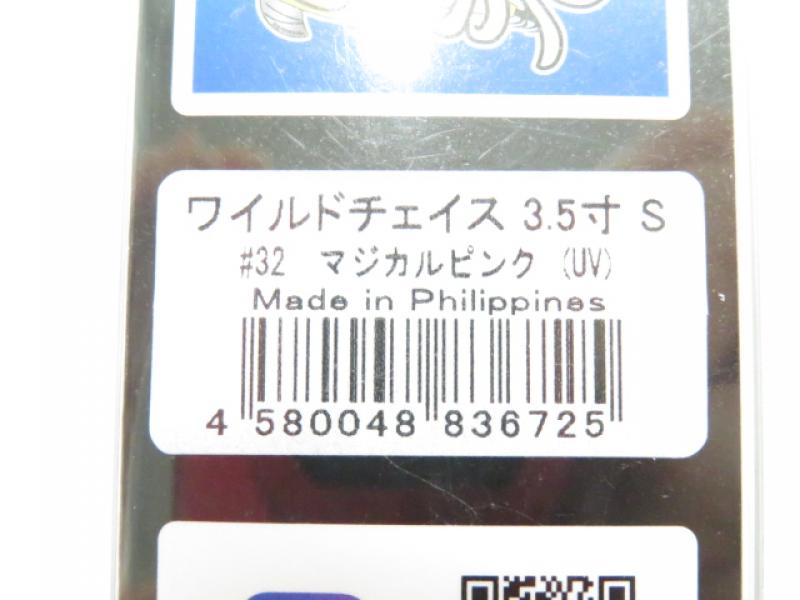 ワイルドチェイス 3.5寸 S
#32 マジカルピンク (UV)
Made in Philippines
4 580048 836725